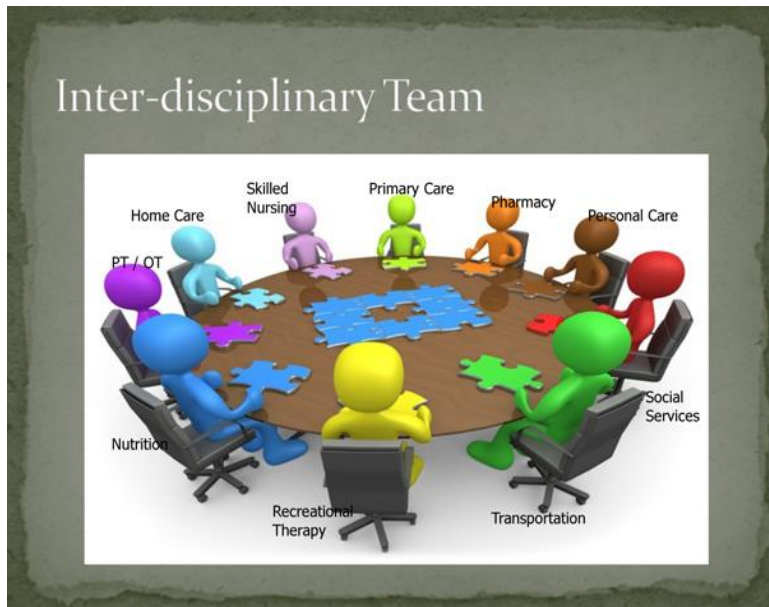 Inter-disciplinary Team
Skilled
Nursing
Primary Care
Pharmacy
Home Care
Personal Care
PT / OT
Social
Services
Nutrition
Recreational
Therapy
Transportation